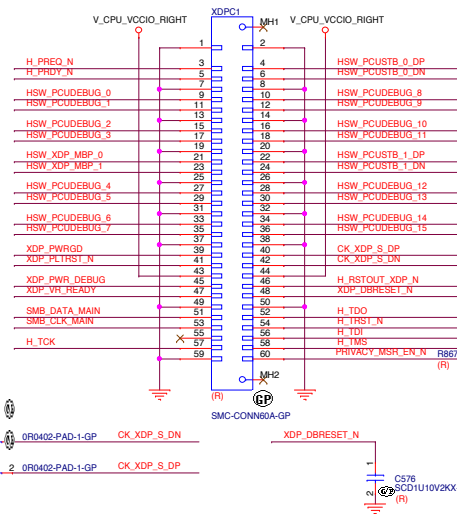 XDPC1
V_CPU_VCCIO_RIGHT
MH1
V_CPU_VCCIO_RIGHT
1 2
H_PREQ_N 3 4 HSW_PCUSTB_0_DP
H_PRDY_N 5 6 HSW_PCUSTB_0_DN
7 8
HSW_PCUDEBUG_0 9 10 HSW_PCUDEBUG_8
HSW_PCUDEBUG_1 11 12 HSW_PCUDEBUG_9
13 14
HSW_PCUDEBUG_2 15 16 HSW_PCUDEBUG_10
HSW_PCUDEBUG_3 17 18 HSW_PCUDEBUG_11
19 20
HSW_XDP_MBP_0 21 22 HSW_PCUSTB_1_DP
HSW_XDP_MBP_1 23 24 HSW_PCUSTB_1_DN
25 26
HSW_PCUDEBUG_4 27 28 HSW_PCUDEBUG_12
HSW_PCUDEBUG_5 29 30 HSW_PCUDEBUG_13
31 32
HSW_PCUDEBUG_6 33 34 HSW_PCUDEBUG_14
HSW_PCUDEBUG_7 35 36 HSW_PCUDEBUG_15
37 38
XDP_PWRGD 39 40 CK_XDP_S_DP
XDP_PLTRST_N 41 42 CK_XDP_S_DN
43 44
XDP_PWR_DEBUG 45 46 H_RSTOUT_XDP_N
XDP_VR_READY 47 48 XDP_DBRESET_N
49 50
SMB_DATA_MAIN 51 52 H_TDO
SMB_CLK_MAIN 53 54 H_TRST_N
55 56 H_TDI
H_TCK 57 58 H_TMS
59 60 PRIVACY_MSR_EN_N R867
(R)
MH2
(R)
GP
SMC-CONN60A-GP
0R0402-PAD-1-GP CK_XDP_S_DN
XDP_DBRESET_N
2 0R0402-PAD-1-GP CK_XDP_S_DP
1
C576
SCD1U10V2KX
2
(R)